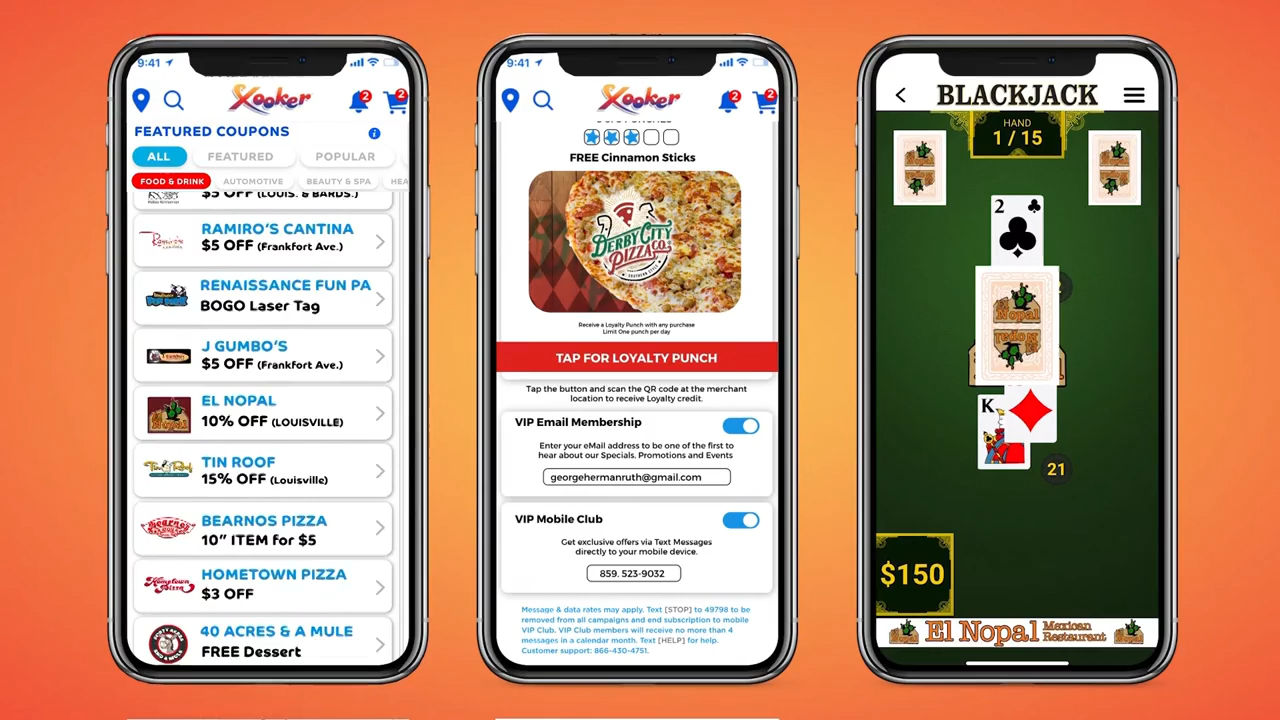 9:41
Xooker
2
2
FEATURED COUPONS
i
ALL
FEATURED
POPULAR
FOOD & DRINK
AUTOMOTIVE
BEAUTY & SPA
HEA
$5 OFF (LOUIS. & BARDS.)
RAMIRO'S CANTINA
$5 OFF (Frankfort Ave.)
RENAISSANCE FUN PA
BOGO Laser Tag
J GUMBO'S
$5 OFF (Frankfort Ave.)
EL NOPAL
10% OFF (LOUISVILLE)
TIN ROOF
15% OFF (Louisville)
BEARNOS PIZZA
10" ITEM for $5
HOMETOWN PIZZA
$3 OFF
40 ACRES & A MULE
FREE Dessert
9:41
Xooker
2
2
FREE Cinnamon Sticks
DERBY CITY
PIZZA CO.
Receive a Loyalty Punch with any purchase
Limit One punch per day
TAP FOR LOYALTY PUNCH
Tap the button and scan the QR code at the merchant
location to receive Loyalty credit.
VIP Email Membership
Enter your eMail address to be one of the first to
hear about our Specials, Promotions and Events
georgehermanruth@gmail.com
VIP Mobile Club
Get exclusive offers via Text Messages
directly to your mobile device.
859. 523-9032
Message & data rates may apply. Text [STOP] to 49798 to be
removed from all campaigns and end subscription to mobile
VIP Club. VIP Club members will receive no more than 4
messages in a calendar month. Text [HELP] for help.
Customer support: 866-430-4751.
BLACKJACK
HAND
1 / 15
2
El Nopal
El Nopal
K
21
$150
El Nopal Mexican
Restaurant